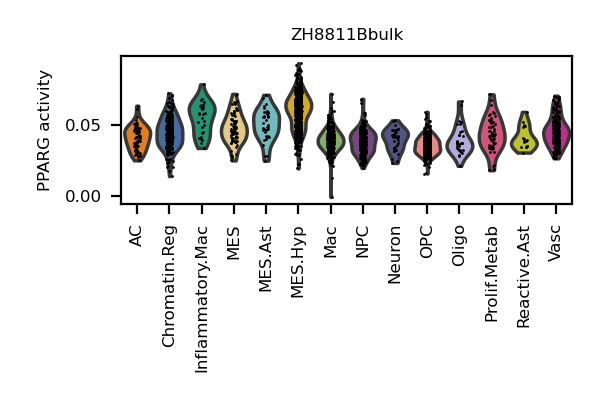 ZH8811Bbulk
PPARG activity
0.05
0.00
AC
Chromatin.Reg
Inflammatory.Mac
MES
MES.Ast
MES.Hyp
Mac
NPC
Neuron
OPC
Oligo
Prolif.Metab
Reactive.Ast
Vasc